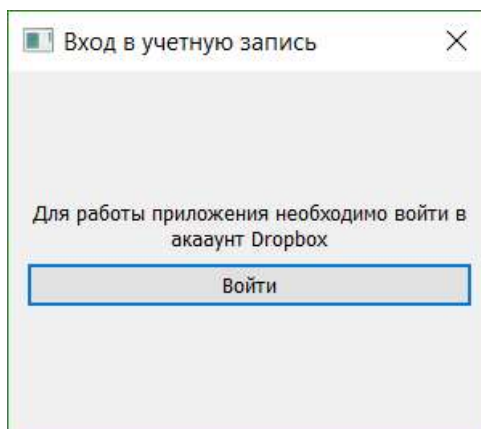 Вход в учетную запись
Для работы приложения необходимо войти в
акааунт Dropbox
Войти